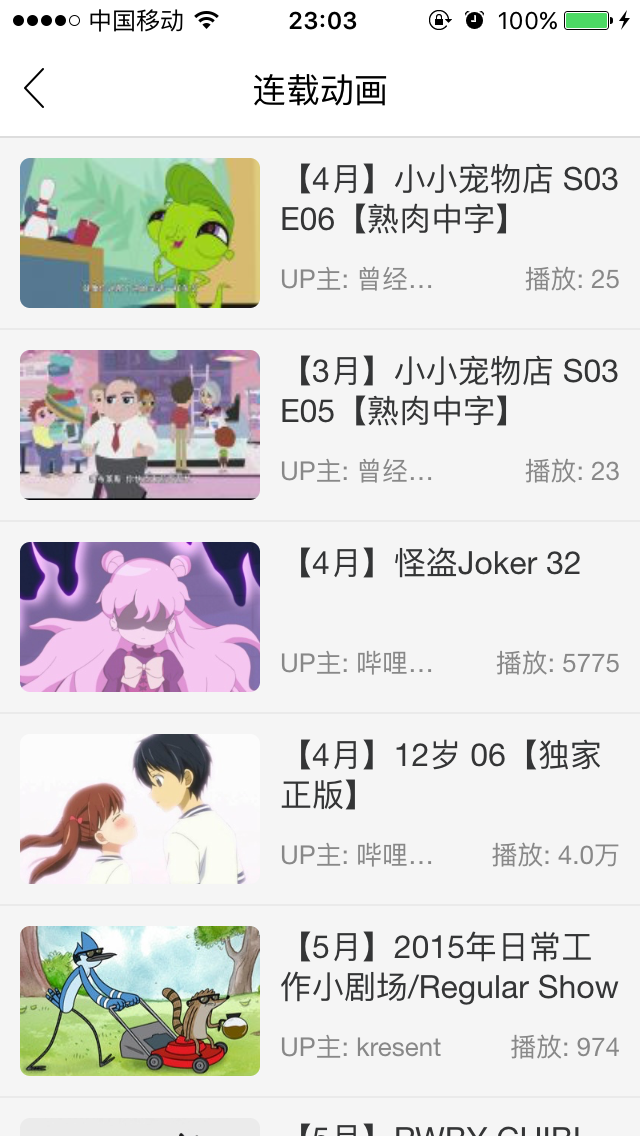 中国移动 23:03 100%
连载动画
【4月】小小宠物店 S03
E06【熟肉中字】
UP主: 曾经... 播放: 25
【3月】小小宠物店 S03
E05【熟肉中字】
UP主: 曾经... 播放: 23
【4月】怪盗Joker 32
UP主: 哔哩... 播放: 5775
【4月】12岁 06【独家
正版】
UP主: 哔哩... 播放: 4.0万
【5月】2015年日常工
作小剧场/Regular Show
UP主: kresent 播放: 974
【5月】RWBY CHIBI